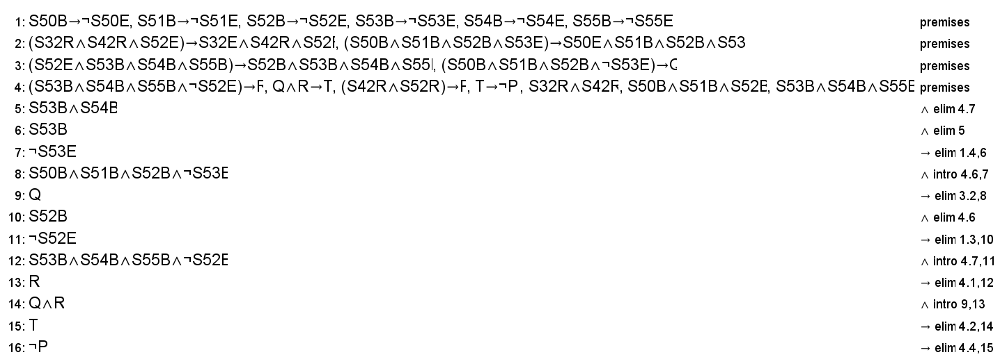 1: S50B→¬S50E, S51B→¬S51E, S52B→¬S52E, S53B→¬S53E, S54B→¬S54E, S55B→¬S55E premises
2: (S32R∧S42R∧S52E)→S32E∧S42R∧S52R, (S50B∧S51B∧S52B∧S53E)→S50E∧S51B∧S52B∧S53 premises
3: (S52E∧S53B∧S54B∧S55B)→S52B∧S53B∧S54B∧S55E, (S50B∧S51B∧S52B∧¬S53E)→Q premises
4: (S53B∧S54B∧S55B∧¬S52E)→R, Q∧R→T, (S42R∧S52R)→P, T→¬P, S32R∧S42R, S50B∧S51B∧S52B, S53B∧S54B∧S55B premises
5: S53B∧S54B ∧ elim 4.7
6: S53B ∧ elim 5
7: ¬S53E → elim 1.4,6
8: S50B∧S51B∧S52B∧¬S53E ∧ intro 4.6,7
9: Q → elim 3.2,8
10: S52B ∧ elim 4.6
11: ¬S52E → elim 1.3,10
12: S53B∧S54B∧S55B∧¬S52E ∧ intro 4.7,11
13: R → elim 4.1,12
14: Q∧R ∧ intro 9,13
15: T → elim 4.2,14
16: ¬P → elim 4.4,15